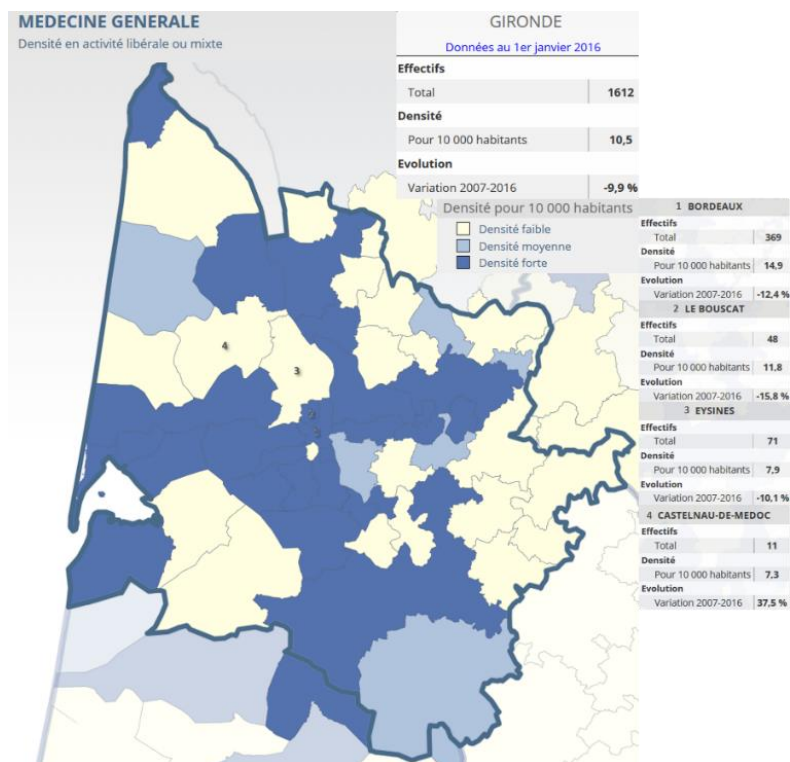 MEDECINE GENERALE
Densité en activité libérale ou mixte
GIRONDE
Données au 1er janvier 2016
Effectifs
Total 1612
Densité
Pour 10 000 habitants 10,5
Evolution
Variation 2007-2016 -9,9 %
Densité pour 10 000 habitants
Densité faible
Densité moyenne
Densité forte
1 BORDEAUX
Effectifs
Total 369
Densité
Pour 10 000 habitants 14,9
Evolution
Variation 2007-2016 -12,4 %
2 LE BOUSCAT
Effectifs
Total 48
Densité
Pour 10 000 habitants 11,8
Evolution
Variation 2007-2016 -15,8 %
3 EYSINES
Effectifs
Total 71
Densité
Pour 10 000 habitants 7,9
Evolution
Variation 2007-2016 -10,1 %
4 CASTELNAU-DE-MEDOC
Effectifs
Total 11
Densité
Pour 10 000 habitants 7,3
Evolution
Variation 2007-2016 37,5 %
4
3
2